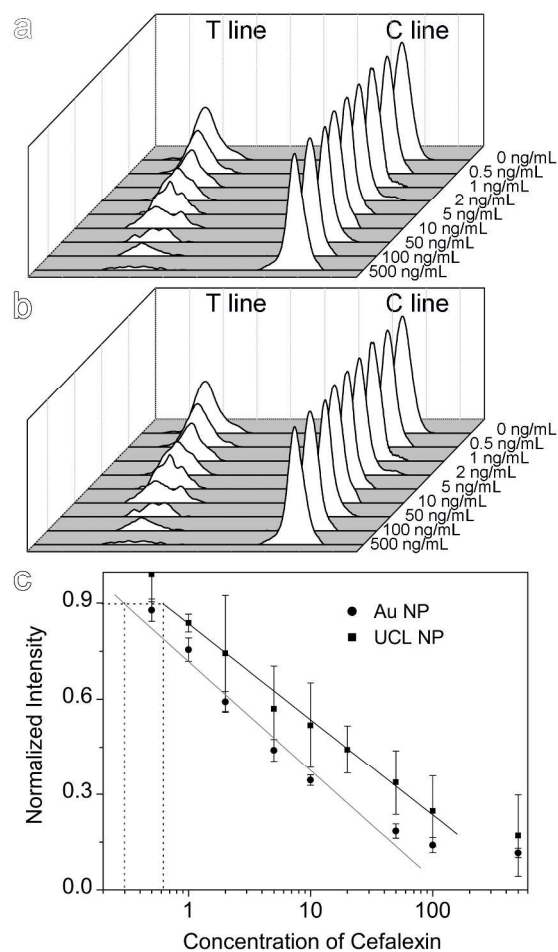 a
T line
C line
0 ng/mL
0.5 ng/mL
1 ng/mL
2 ng/mL
5 ng/mL
10 ng/mL
50 ng/mL
100 ng/mL
500 ng/mL
b
T line
C line
0 ng/mL
0.5 ng/mL
1 ng/mL
2 ng/mL
5 ng/mL
10 ng/mL
50 ng/mL
100 ng/mL
500 ng/mL
c
Normalized Intensity
0.9
0.6
0.3
0.0
Au NP
UCL NP
1
10
100
Concentration of Cefalexin